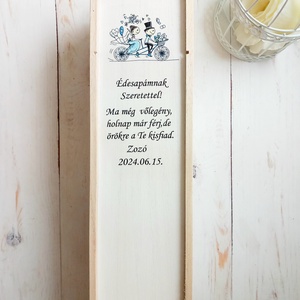 Édesapámnak
Szeretettel!
Ma még vőlegény,
holnap már férj,de
örökre a Te kisfiad.
Zozó
2024.06.15.